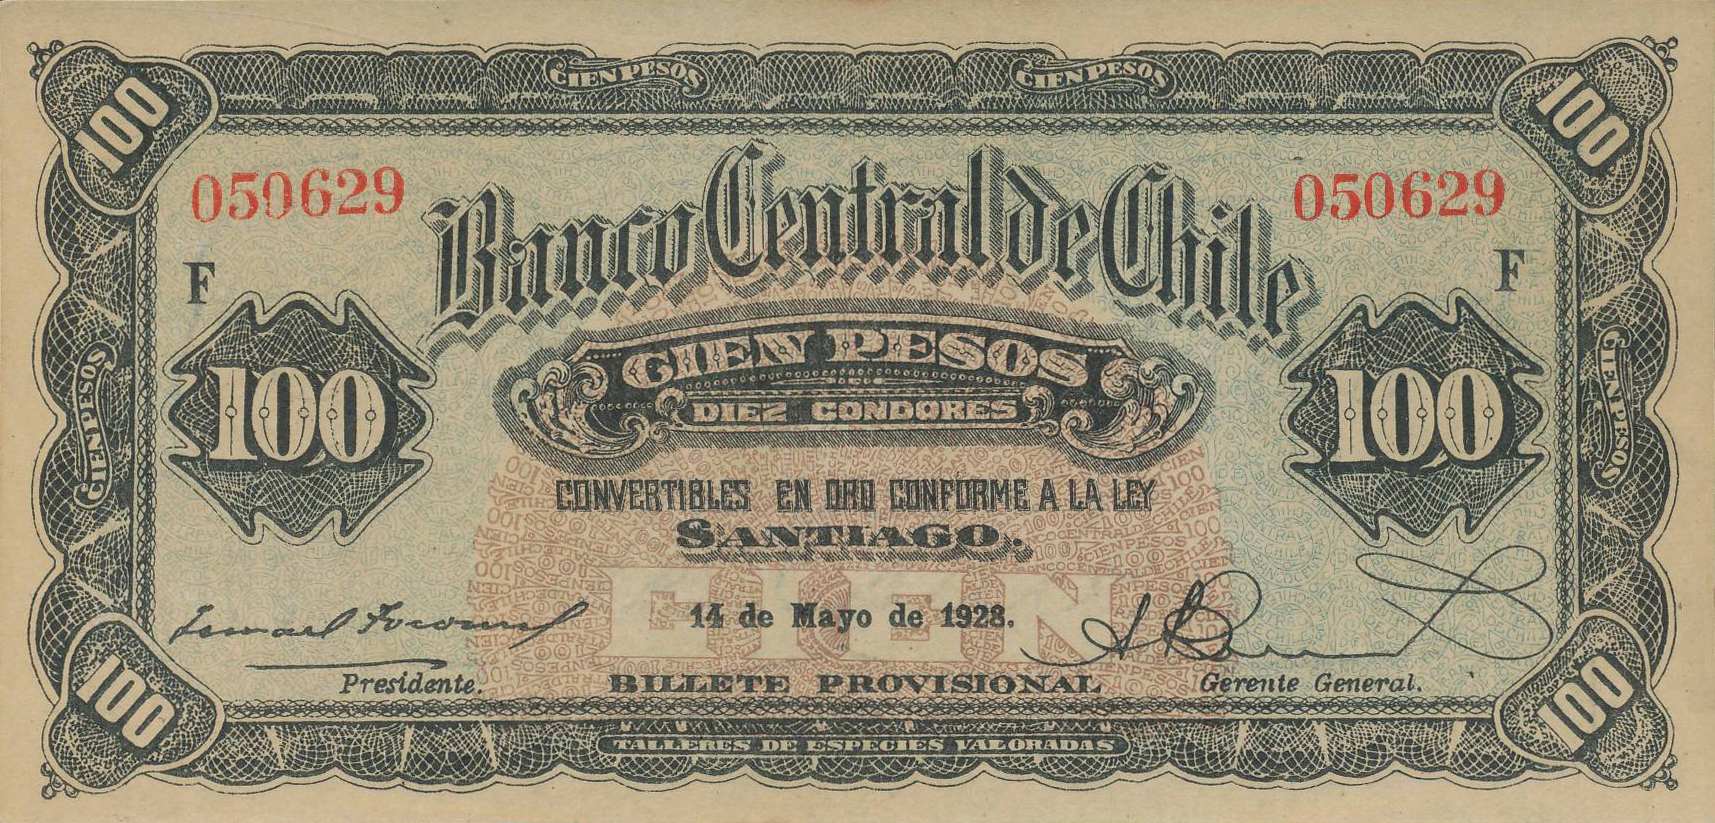 CIEN PESOS CIEN PESOS
100 100
050629 050629
Banco Central de Chile
F F
CIEN PESOS
DIEZ CONDORES
100 100
CIEN PESOS CIEN PESOS
CONVERTIBLES EN ORO CONFORME A LA LEY
SANTIAGO.
CIEN
14 de Mayo de 1928.
Presidente. BILLETE PROVISIONAL Gerente General.
100 100
TALLERES DE ESPECIES VALORADAS